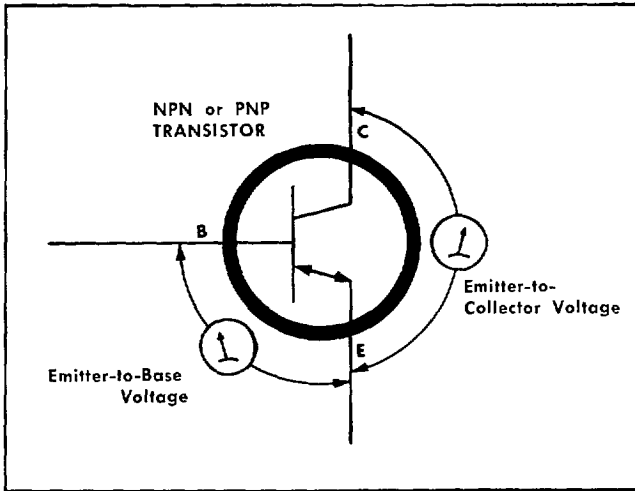 NPN or PNP
TRANSISTOR
C
B
Emitter-to-
Collector Voltage
E
Emitter-to-Base
Voltage